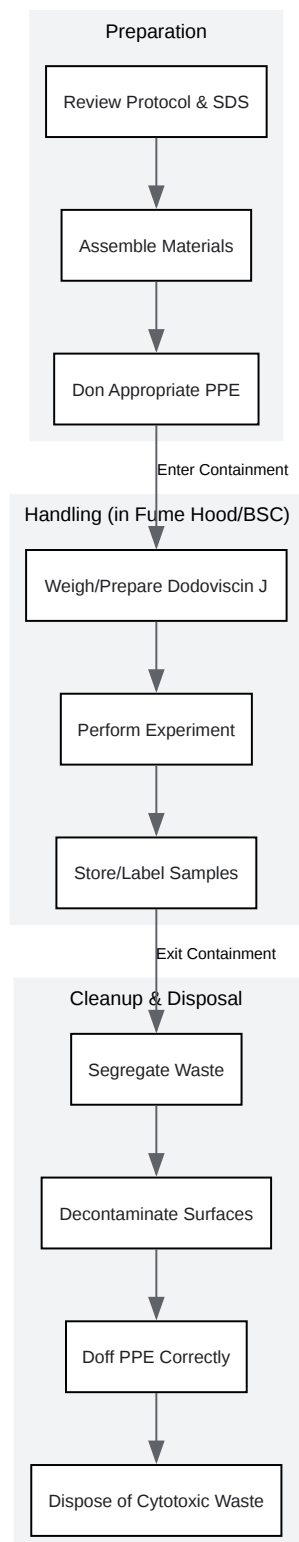 Preparation
Review Protocol & SDS
Assemble Materials
Don Appropriate PPE
Enter Containment
Handling (in Fume Hood/BSC)
Weigh/Prepare Dodoviscin J
Perform Experiment
Store/Label Samples
Exit Containment
Cleanup & Disposal
Segregate Waste
Decontaminate Surfaces
Doff PPE Correctly
Dispose of Cytotoxic Waste